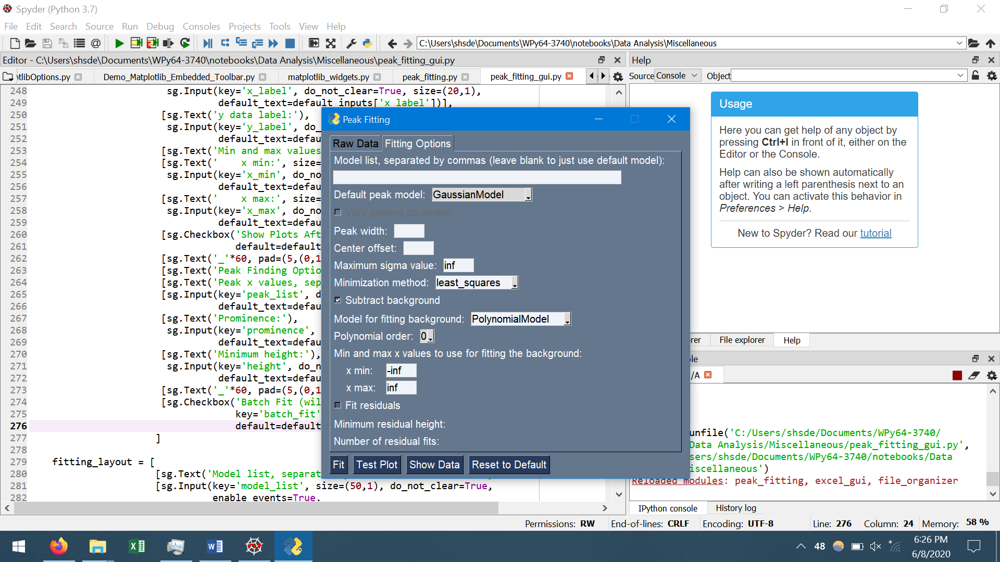 Spyder (Python 3.7)
File Edit Search Source Run Debug Consoles Projects Tools View Help
C:\Users\shsde\Documents\WPy64-3740\notebooks\Data Analysis\Miscellaneous
Editor - C:\Users\shsde\Documents\WPy64-3740\notebooks\Data Analysis\Miscellaneous\peak_fitting_gui.py
tlibOptions.py Demo_Matplotlib_Embedded_Toolbar.py matplotlib_widgets.py peak_fitting.py peak_fitting_gui.py
248 sg.Input(key='x_label', do_not_clear=True, size=(20,1),
249 default_text=default_inputs['x_label'])],
250 [sg.Text('y data label:'),
251 sg.Input(key='y_label', do_
252 default_text=defau
253 [sg.Text('Min and max values
254 [sg.Text('    x min:', size=
255 sg.Input(key='x_min', do_no
256 default_text=defau
257 [sg.Text('    x max:', size=
258 sg.Input(key='x_max', do_no
259 default_text=defau
260 [sg.Checkbox('Show Plots Aft
261 default=default
262 [sg.Text('_'*60, pad=(5,(0,1
263 [sg.Text('Peak Finding Optio
264 [sg.Text('Peak x values, sep
265 [sg.Input(key='peak_list', d
266 default_text=defau
267 [sg.Text('Prominence:'),
268 sg.Input(key='prominence',
269 default_text=defau
270 [sg.Text('Minimum height:'),
271 sg.Input(key='height', do_n
272 default_text=defau
273 [sg.Text('_'*60, pad=(5,(0,1
274 [sg.Checkbox('Batch Fit (wil
275 key='batch_fit'
276 default=default
277 ]
278
279 fitting_layout = [
280 [sg.Text('Model list, separat
281 [sg.Input(key='model_list', size=(50,1), do_not_clear=True,
282 enable_events=True,
Peak Fitting
Raw Data Fitting Options
Model list, separated by commas (leave blank to just use default model):
Default peak model: GaussianModel
Vary gamma parameter
Peak width:
Center offset:
Maximum sigma value: inf
Minimization method: least_squares
Subtract background
Model for fitting background: PolynomialModel
Polynomial order: 0
Min and max x values to use for fitting the background:
x min: -inf
x max: inf
Fit residuals
Minimum residual height:
Number of residual fits:
Fit Test Plot Show Data Reset to Default
Help
Source Console Object
Usage
Here you can get help of any object by
pressing Ctrl+I in front of it, either on the
Editor or the Console.
Help can also be shown automatically
after writing a left parenthesis next to an
object. You can activate this behavior in
Preferences > Help.
New to Spyder? Read our tutorial
rer File explorer Help
le
/A
unfile('C:/Users/shsde/Documents/WPy64-3740/
Data Analysis/Miscellaneous/peak_fitting_gui.py',
sers/shsde/Documents/WPy64-3740/notebooks/Data
iscellaneous')
Reloaded modules: peak_fitting, excel_gui, file_organizer
IPython console History log
Permissions: RW End-of-lines: CRLF Encoding: UTF-8 Line: 276 Column: 24 Memory: 58 %
48
6:26 PM
6/8/2020